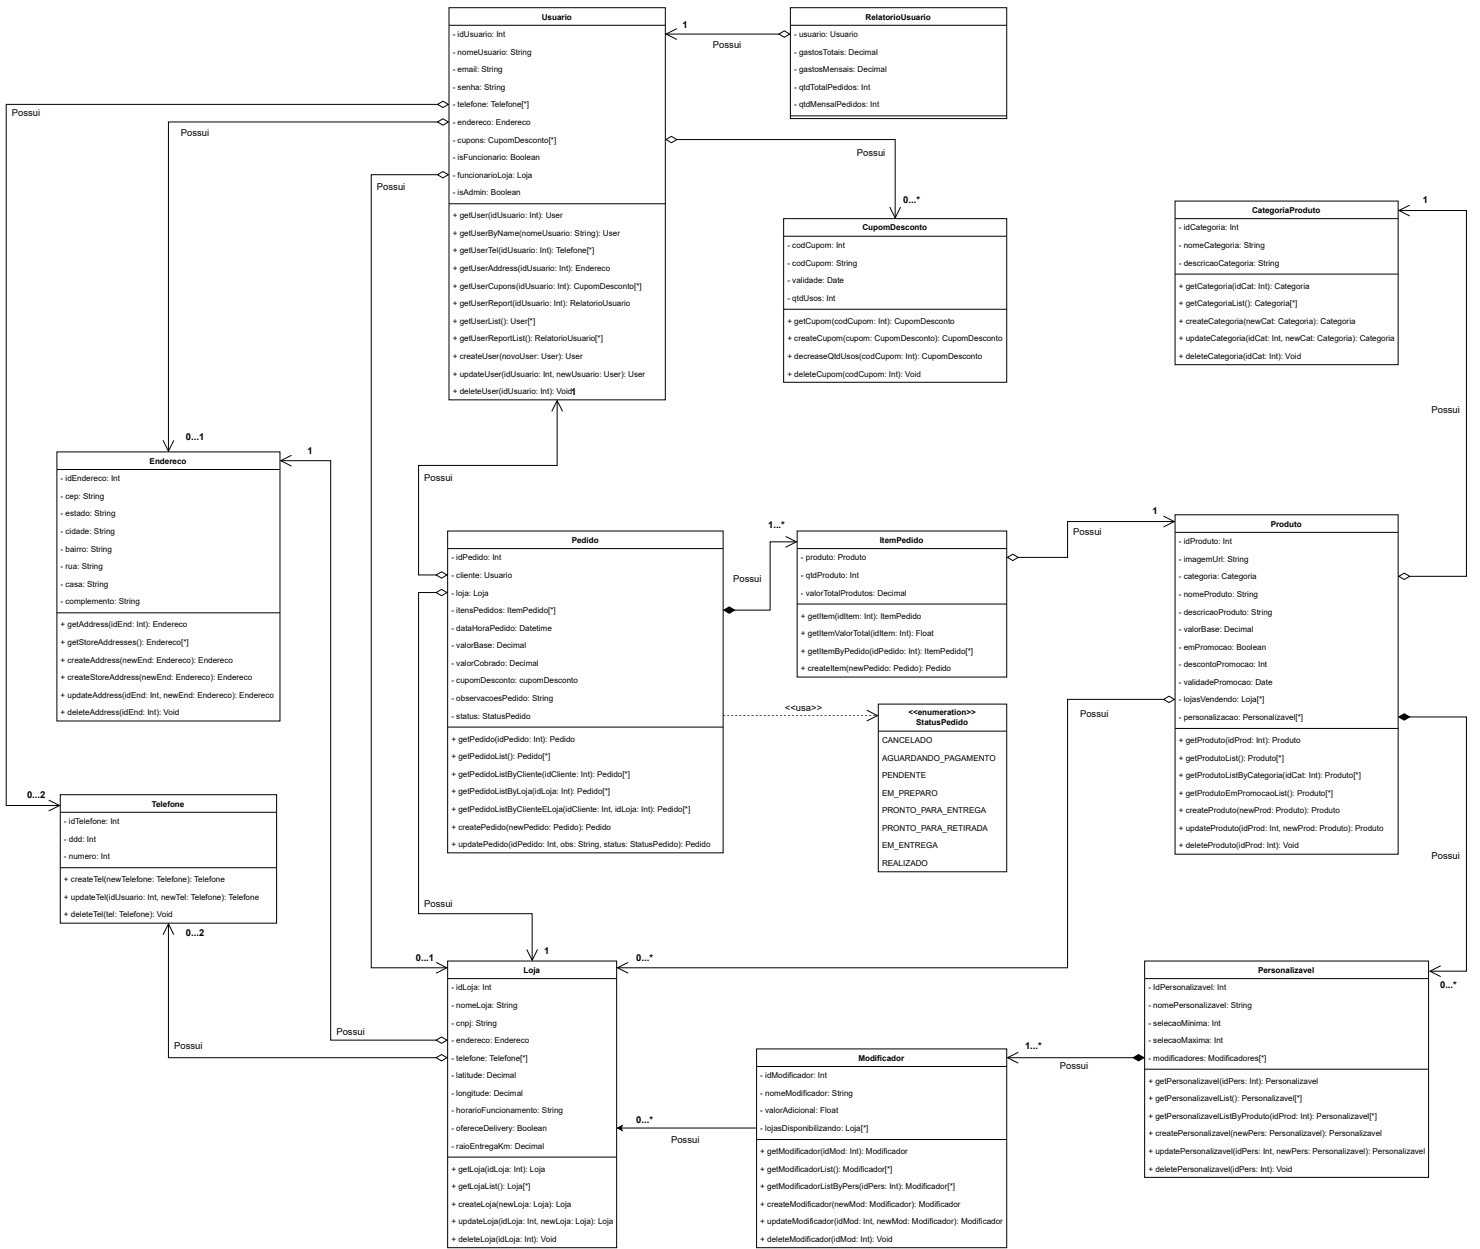 Usuario
- idUsuario: Int
- nomeUsuario: String
- email: String
- senha: String
- telefone: Telefone[*]
- endereco: Endereco
- cupons: CupomDesconto[*]
- isFuncionario: Boolean
- funcionarioLoja: Loja
- isAdmin: Boolean
+ getUser(idUsuario: Int): User
+ getUserByName(nomeUsuario: String): User
+ getUserTel(idUsuario: Int): Telefone[*]
+ getUserAddress(idUsuario: Int): Endereco
+ getUserCupons(idUsuario: Int): CupomDesconto[*]
+ getUserReport(idUsuario: Int): RelatorioUsuario
+ getUserList(): User[*]
+ getUserReportList(): RelatorioUsuario[*]
+ createUser(novoUser: User): User
+ updateUser(idUsuario: Int, newUsuario: User): User
+ deleteUser(idUsuario: Int): Void
1
1
Possui
RelatorioUsuario
- usuario: Usuario
- gastosTotais: Decimal
- gastosMensais: Decimal
- qtdTotalPedidos: Int
- qtdMensalPedidos: Int
Possui
Possui
Possui
Possui
0...*
CupomDesconto
- codCupom: Int
- codCupom: String
- validade: Date
- qtdUsos: Int
+ getCupom(codCupom: Int): CupomDesconto
+ createCupom(cupom: CupomDesconto): CupomDesconto
+ decreaseQtdUsos(codCupom: Int): CupomDesconto
+ deleteCupom(codCupom: Int): Void
CategoriaProduto
- idCategoria: Int
- nomeCategoria: String
- descricaoCategoria: String
+ getCategoria(idCat: Int): Categoria
+ getCategoriaList(): Categoria[*]
+ createCategoria(newCat: Categoria): Categoria
+ updateCategoria(idCat: Int, newCat: Categoria): Categoria
+ deleteCategoria(idCat: Int): Void
1
Possui
0...1
1
Endereco
- idEndereco: Int
- cep: String
- estado: String
- cidade: String
- bairro: String
- rua: String
- casa: String
- complemento: String
+ getAddress(idEnd: Int): Endereco
+ getStoreAddresses(): Endereco[*]
+ createAddress(newEnd: Endereco): Endereco
+ createStoreAddress(newEnd: Endereco): Endereco
+ updateAddress(idEnd: Int, newEnd: Endereco): Endereco
+ deleteAddress(idEnd: Int): Void
Possui
Pedido
- idPedido: Int
- cliente: Usuario
- loja: Loja
- itensPedidos: ItemPedido[*]
- dataHoraPedido: Datetime
- valorBase: Decimal
- valorCobrado: Decimal
- cupomDesconto: cupomDesconto
- observacoesPedido: String
- status: StatusPedido
+ getPedido(idPedido: Int): Pedido
+ getPedidoList(): Pedido[*]
+ getPedidoListByCliente(idCliente: Int): Pedido[*]
+ getPedidoListByLoja(idLoja: Int): Pedido[*]
+ getPedidoListByClienteELoja(idCliente: Int, idLoja: Int): Pedido[*]
+ createPedido(newPedido: Pedido): Pedido
+ updatePedido(idPedido: Int, obs: String, status: StatusPedido): Pedido
1...*
Possui
ItemPedido
- produto: Produto
- qtdProduto: Int
- valorTotalProdutos: Decimal
+ getItem(idItem: Int): ItemPedido
+ getItemValorTotal(idItem: Int): Float
+ getItemByPedido(idPedido: Int): ItemPedido[*]
+ createItem(newPedido: Pedido): Pedido
1
Possui
Produto
- idProduto: Int
- imagemUrl: String
- categoria: Categoria
- nomeProduto: String
- descricaoProduto: String
- valorBase: Decimal
- emPromocao: Boolean
- descontoPromocao: Int
- validadePromocao: Date
- lojasVendendo: Loja[*]
- personalizacao: Personalizavel[*]
+ getProduto(idProd: Int): Produto
+ getProdutoList(): Produto[*]
+ getProdutoListByCategoria(idCat: Int): Produto[*]
+ getProdutoEmPromocaoList(): Produto[*]
+ createProduto(newProd: Produto): Produto
+ updateProduto(idProd: Int, newProd: Produto): Produto
+ deleteProduto(idProd: Int): Void
<<usa>>
<<enumeration>>
StatusPedido
CANCELADO
AGUARDANDO_PAGAMENTO
PENDENTE
EM_PREPARO
PRONTO_PARA_ENTREGA
PRONTO_PARA_RETIRADA
EM_ENTREGA
REALIZADO
Possui
Possui
0...2
Telefone
- idTelefone: Int
- ddd: Int
- numero: Int
+ createTel(newTelefone: Telefone): Telefone
+ updateTel(idUsuario: Int, newTel: Telefone): Telefone
+ deleteTel(tel: Telefone): Void
0...2
Possui
0...1
1
0...*
Loja
- idLoja: Int
- nomeLoja: String
- cnpj: String
- endereco: Endereco
- telefone: Telefone[*]
- latitude: Decimal
- longitude: Decimal
- horarioFuncionamento: String
- ofereceDelivery: Boolean
- raioEntregaKm: Decimal
+ getLoja(idLoja: Int): Loja
+ getLojaList(): Loja[*]
+ createLoja(newLoja: Loja): Loja
+ updateLoja(idLoja: Int, newLoja: Loja): Loja
+ deleteLoja(idLoja: Int): Void
Possui
Possui
0...*
Possui
Modificador
- idModificador: Int
- nomeModificador: String
- valorAdicional: Float
- lojasDisponibilizando: Loja[*]
+ getModificador(idMod: Int): Modificador
+ getModificadorList(): Modificador[*]
+ getModificadorListByPers(idPers: Int): Modificador[*]
+ createModificador(newMod: Modificador): Modificador
+ updateModificador(idMod: Int, newMod: Modificador): Modificador
+ deleteModificador(idMod: Int): Void
1...*
Possui
Personalizavel
- IdPersonalizavel: Int
- nomePersonalizavel: String
- selecaoMinima: Int
- selecaoMaxima: Int
- modificadores: Modificadores[*]
+ getPersonalizavel(idPers: Int): Personalizavel
+ getPersonalizavelList(): Personalizavel[*]
+ getPersonalizavelListByProduto(idProd: Int): Personalizavel[*]
+ createPersonalizavel(newPers: Personalizavel): Personalizavel
+ updatePersonalizavel(idPers: Int, newPers: Personalizavel): Personalizavel
+ deletePersonalizavel(idPers: Int): Void
0...*